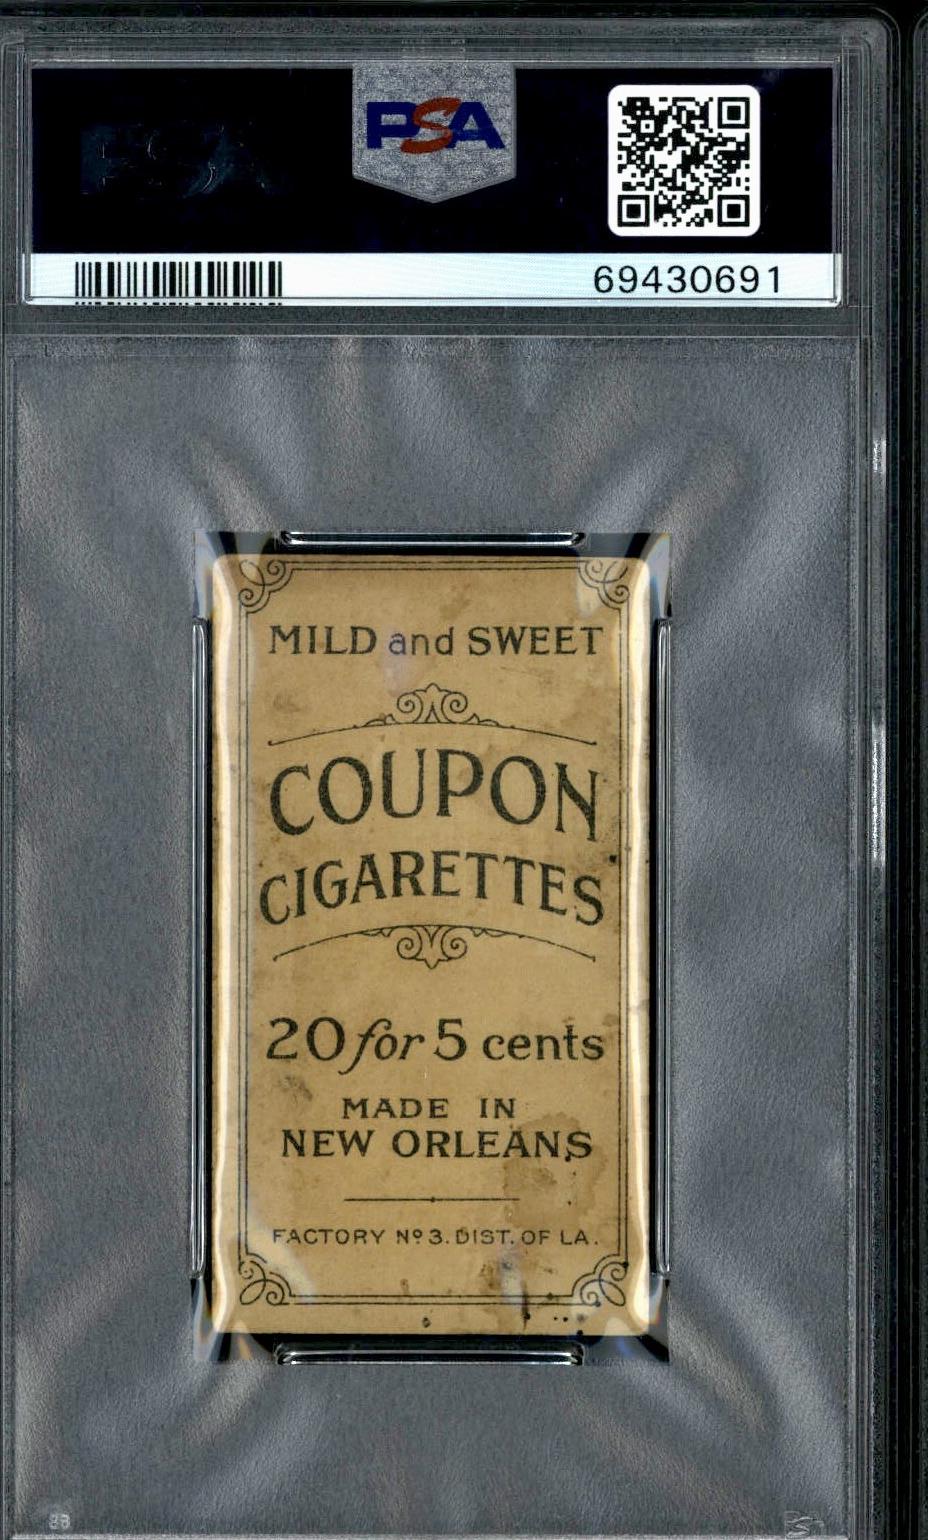 PSA
69430691
MILD and SWEET
COUPON
CIGARETTES
20 for 5 cents
MADE IN
NEW ORLEANS
FACTORY Nº 3. DIST. OF LA.